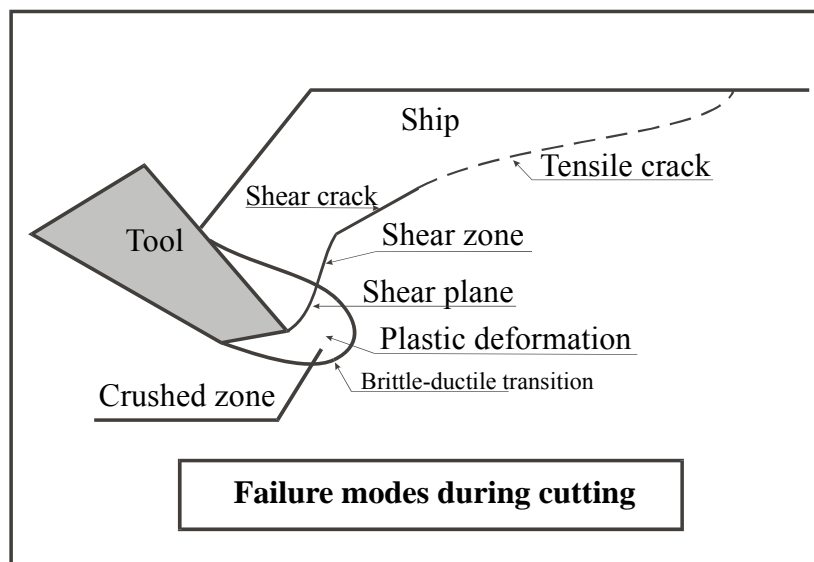 Ship
Tensile crack
Shear crack
Tool
Shear zone
Shear plane
Plastic deformation
Brittle-ductile transition
Crushed zone
Failure modes during cutting